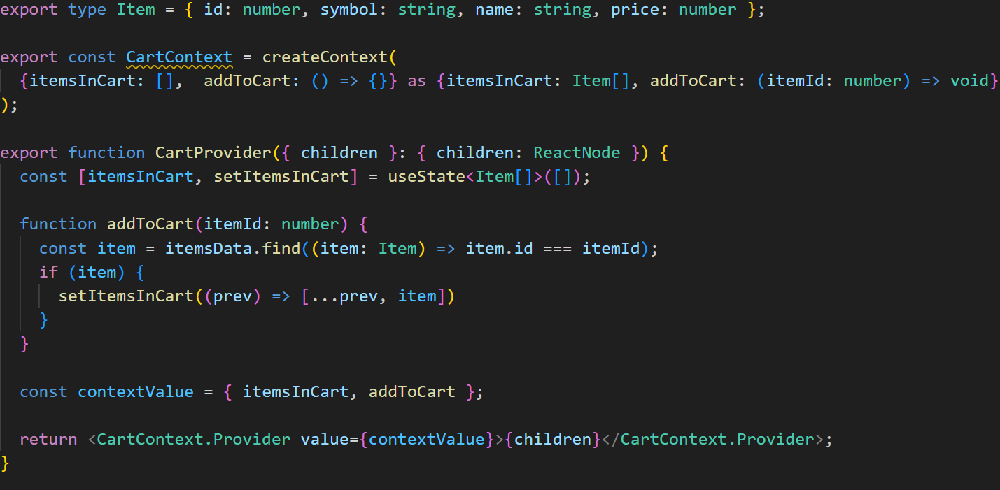 export type Item = { id: number, symbol: string, name: string, price: number };
export const CartContext = createContext(
{itemsInCart: [],  addToCart: () => {}} as {itemsInCart: Item[], addToCart: (itemId: number) => void}
);
export function CartProvider({ children }: { children: ReactNode }) {
const [itemsInCart, setItemsInCart] = useState<Item[]>([]);
function addToCart(itemId: number) {
const item = itemsData.find((item: Item) => item.id === itemId);
if (item) {
setItemsInCart((prev) => [...prev, item])
}
}
const contextValue = { itemsInCart, addToCart };
return <CartContext.Provider value={contextValue}>{children}</CartContext.Provider>;
}